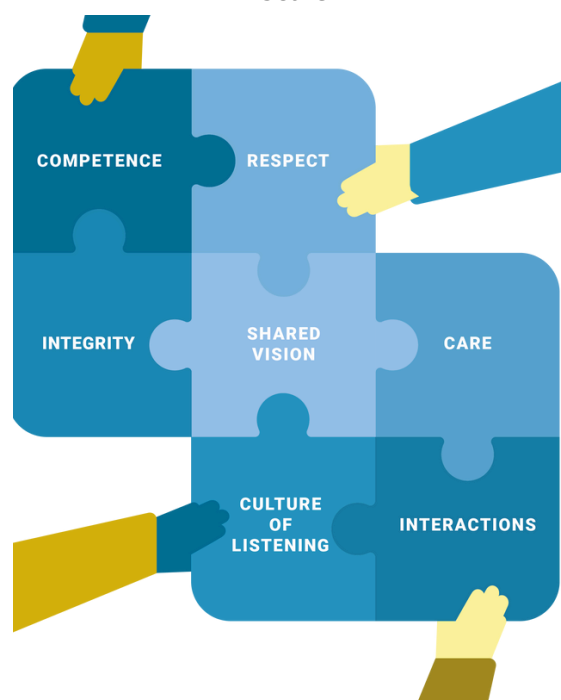 COMPETENCE
RESPECT
INTEGRITY
SHARED
VISION
CARE
CULTURE
OF
LISTENING
INTERACTIONS